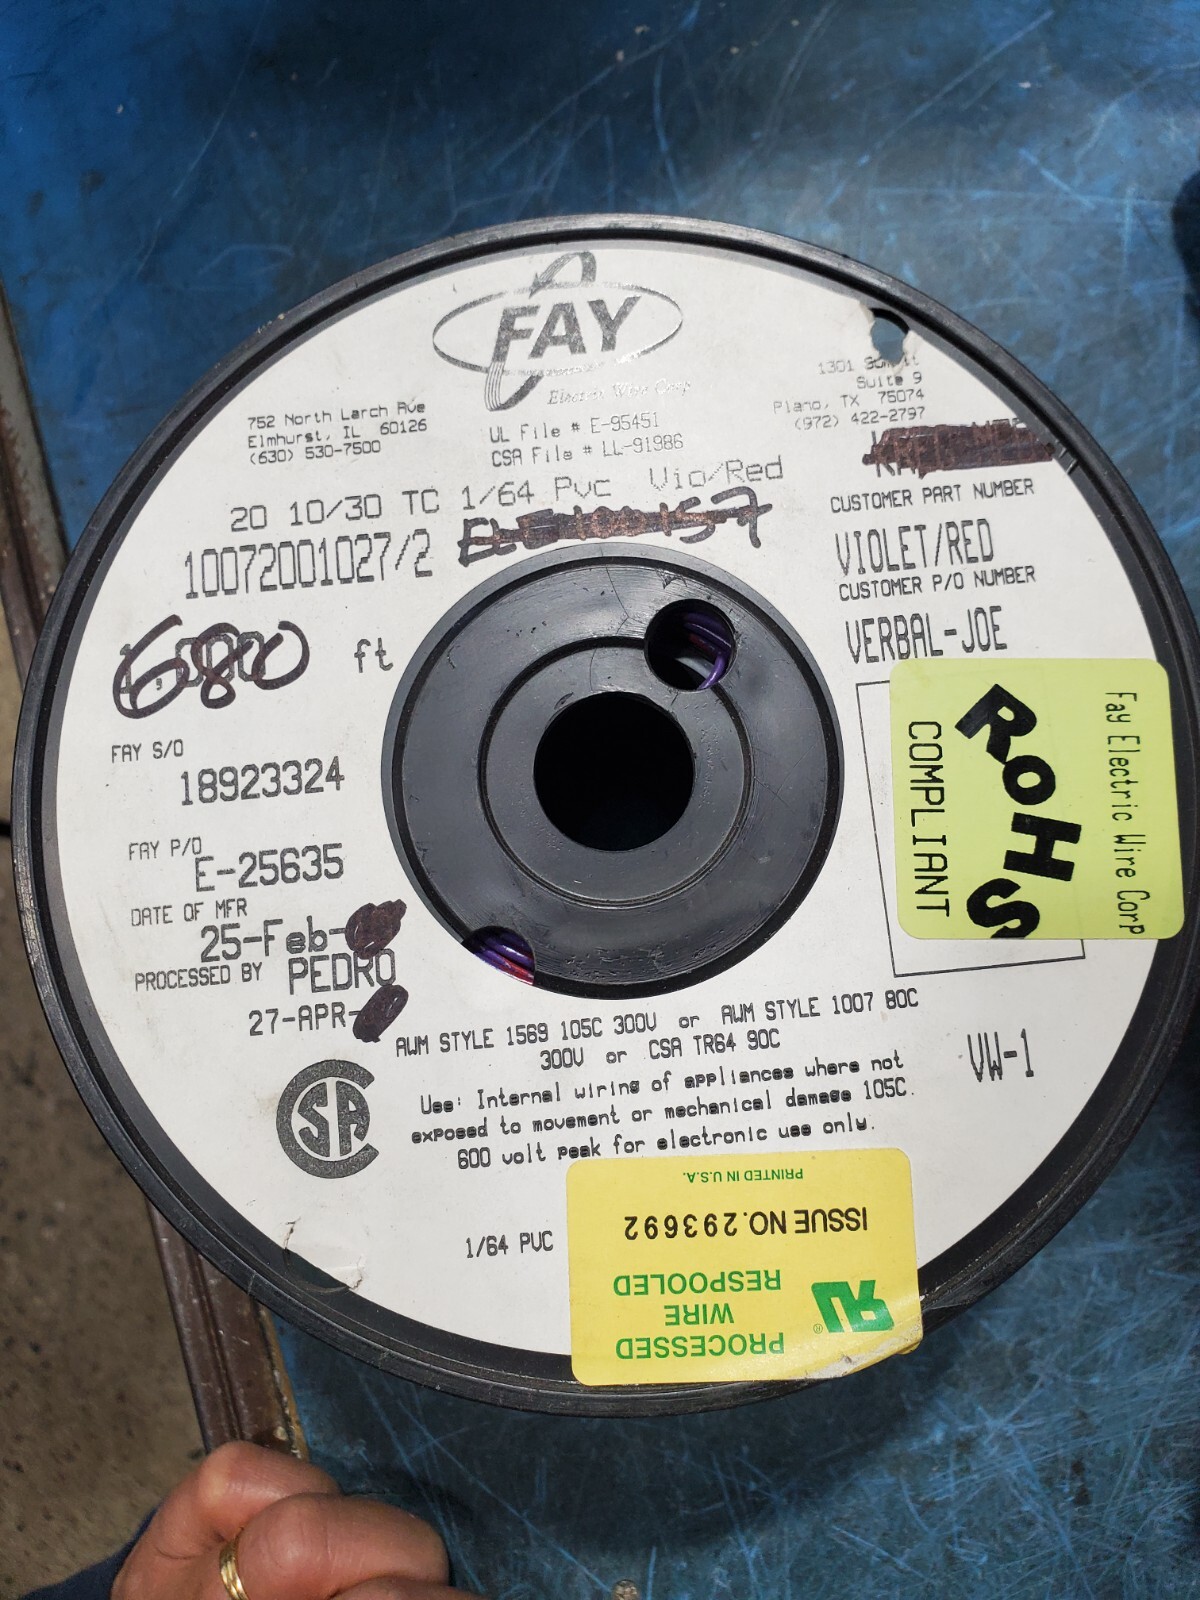 FAY
Electric Wire Corp
752 North Larch Ave
Elmhurst, IL 60126
(630) 530-7500
UL File # E-95451
CSA File # LL-91986
1301
Suite 9
Plano, TX 75074
(972) 422-2797
20 10/30 TC 1/64 Pvc Vio/Red
10072001027/2
CUSTOMER PART NUMBER
VIOLET/RED
CUSTOMER P/O NUMBER
VERBAL-JOE
680 ft
FAY S/O
18923324
FAY P/O
E-25635
DATE OF MFR
25-Feb-
PROCESSED BY PEDRO
27-APR-
Fay Electric Wire Corp
ROHS
COMPLIANT
AWM STYLE 1569 105C 300V or AWM STYLE 1007 80C
300V or CSA TR64 90C
VW-1
Use: Internal wiring of appliances where not
exposed to movement or mechanical damage 105C.
600 volt peak for electronic use only.
1/64 PVC
PROCESSED
WIRE
RESPOOLED
ISSUE NO. 293692
PRINTED IN U.S.A.